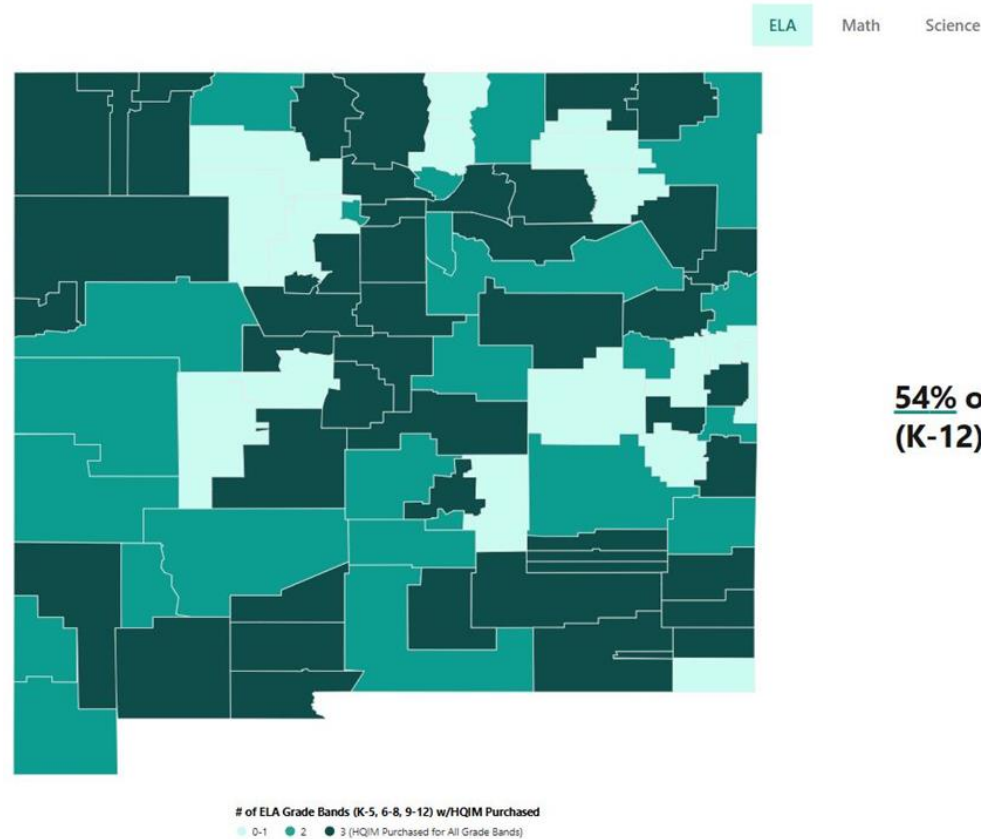 ELA Math Science
54% o
(K-12)
# of ELA Grade Bands (K-5, 6-8, 9-12) w/HQIM Purchased
0-1 2 3 (HQIM Purchased for All Grade Bands)